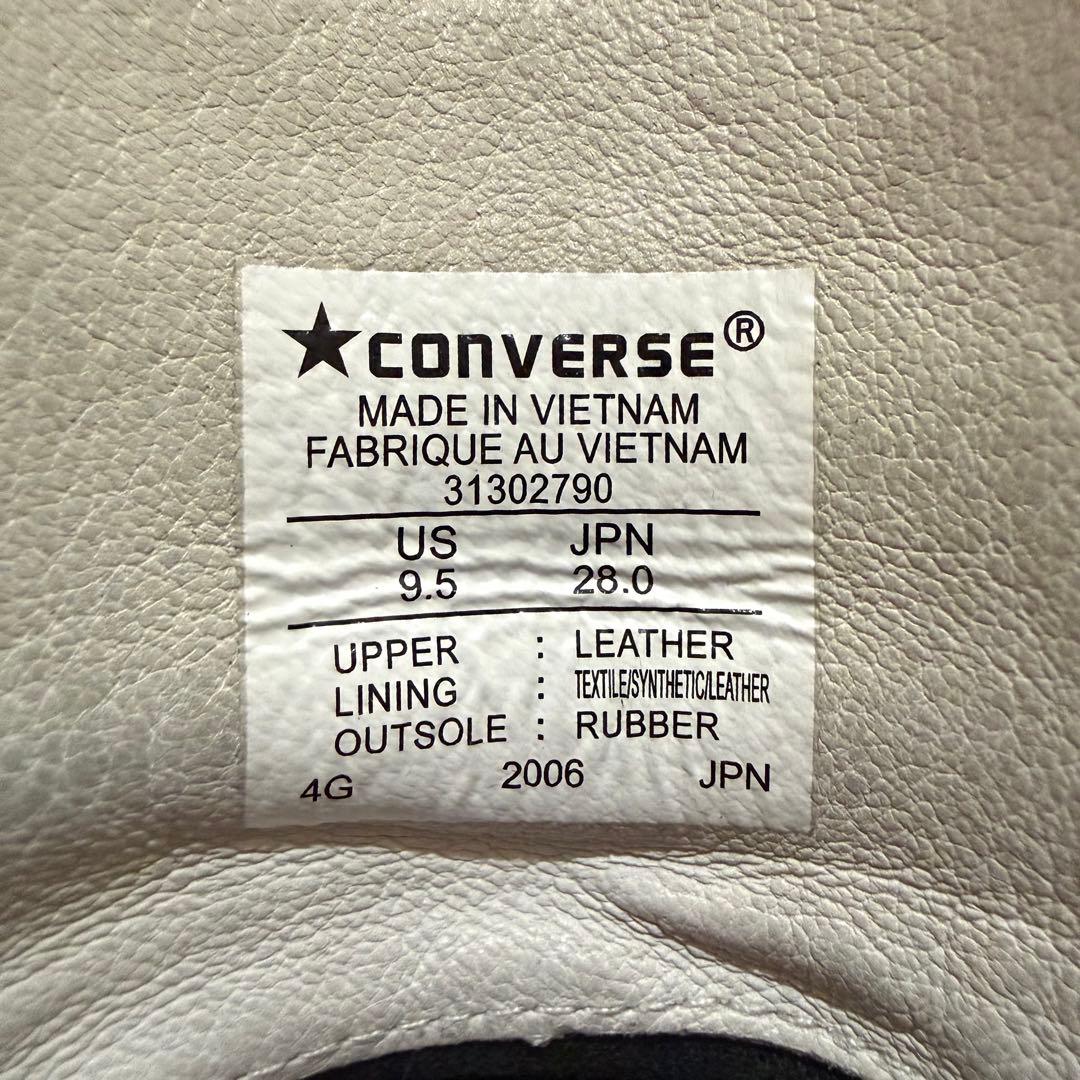 ★CONVERSE®
MADE IN VIETNAM
FABRIQUE AU VIETNAM
31302790
US JPN
9.5 28.0
UPPER : LEATHER
LINING : TEXTILE/SYNTHETIC/LEATHER
OUTSOLE : RUBBER
4G 2006 JPN